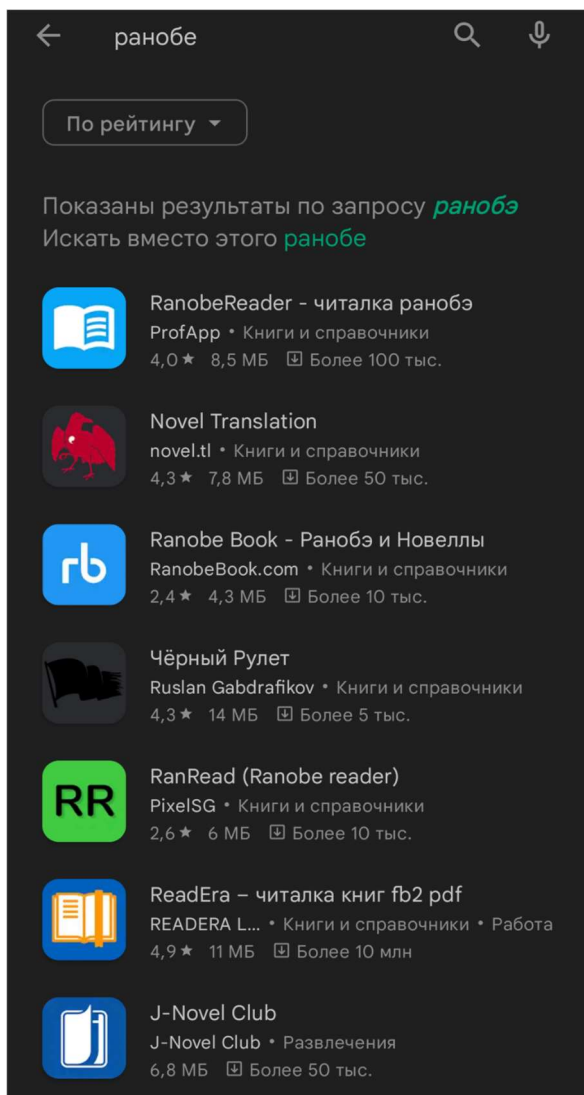 ранобе
По рейтингу
Показаны результаты по запросу ранобэ
Искать вместо этого ранобе
RanobeReader - читалка ранобэ
ProfApp • Книги и справочники
4,0★ 8,5 МБ Более 100 тыс.
Novel Translation
novel.tl • Книги и справочники
4,3★ 7,8 МБ Более 50 тыс.
rb
Ranobe Book - Ранобэ и Новеллы
RanobeBook.com • Книги и справочники
2,4★ 4,3 МБ Более 10 тыс.
Чёрный Рулет
Ruslan Gabdrafikov • Книги и справочники
4,3★ 14 МБ Более 5 тыс.
RR
RanRead (Ranobe reader)
PixelSG • Книги и справочники
2,6★ 6 МБ Более 10 тыс.
ReadEra – читалка книг fb2 pdf
READERA L... • Книги и справочники • Работа
4,9★ 11 МБ Более 10 млн
J-Novel Club
J-Novel Club • Развлечения
6,8 МБ Более 50 тыс.